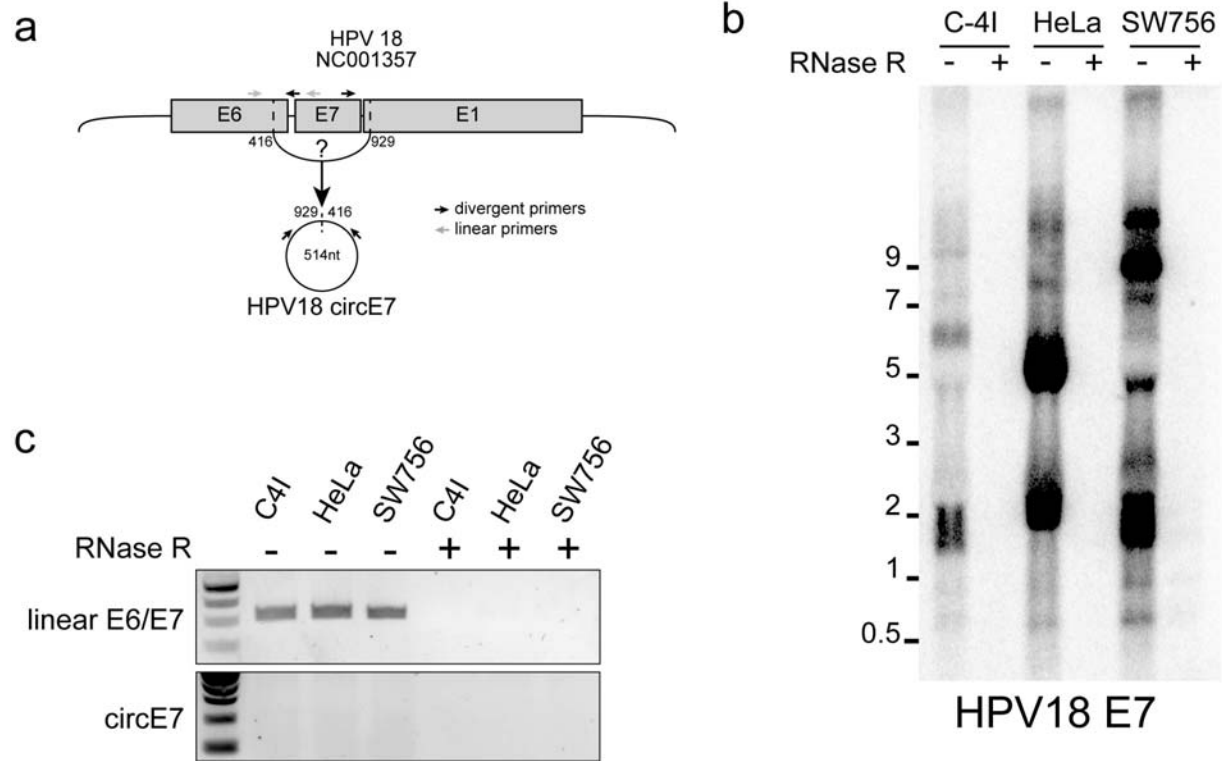 a
HPV 18
NC001357
E6
E7
E1
416
?
929
929 416
514nt
HPV18 circE7
divergent primers
linear primers
b
C-4I HeLa SW756
RNase R - + - + - +
9
7
5
3
2
1
0.5
HPV18 E7
c
C4I HeLa SW756 C4I HeLa SW756
RNase R - - - + + +
linear E6/E7
circE7